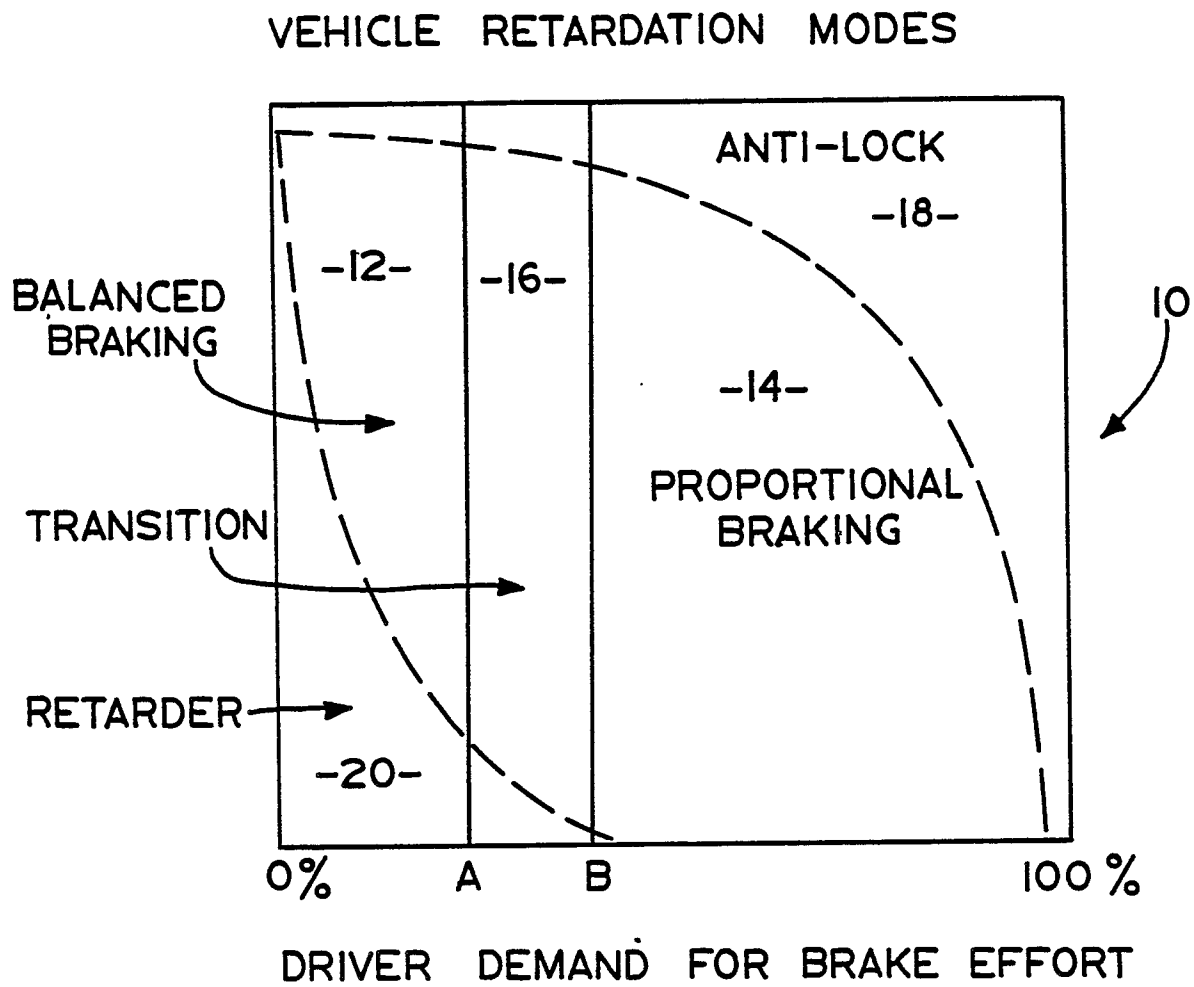 VEHICLE RETARDATION MODES
ANTI-LOCK
-18-
-12-
-16-
BALANCED
BRAKING
10
-14-
PROPORTIONAL
BRAKING
TRANSITION
RETARDER
-20-
0% A B 100%
DRIVER DEMAND FOR BRAKE EFFORT